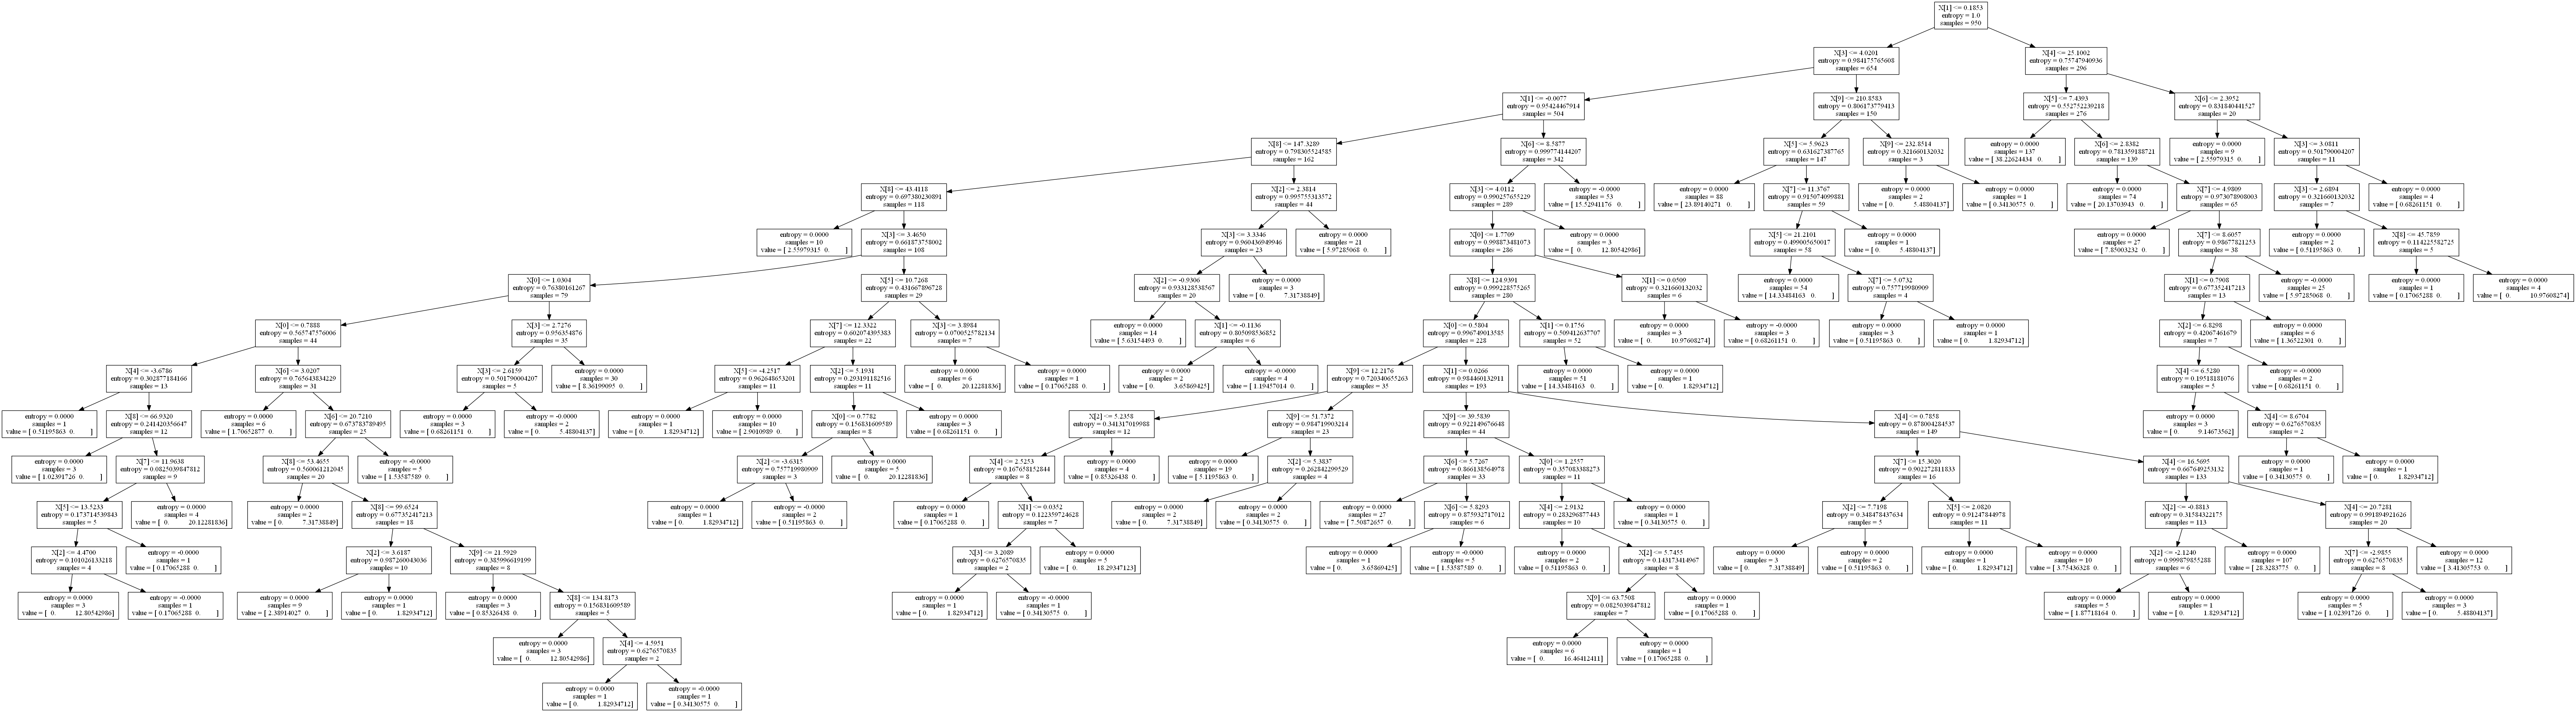 X[1] <= 0.1853
entropy = 1.0
samples = 950
X[3] <= 4.0201
entropy = 0.984175765608
samples = 654
X[4] <= 25.1002
entropy = 0.75747940936
samples = 296
X[1] <= -0.0077
entropy = 0.95424467914
samples = 504
X[9] <= 210.8583
entropy = 0.806173779413
samples = 150
X[5] <= 7.4393
entropy = 0.552752239218
samples = 276
X[6] <= 2.3952
entropy = 0.831840441527
samples = 20
X[8] <= 147.3289
entropy = 0.798305524585
samples = 162
X[6] <= 8.5877
entropy = 0.999774144207
samples = 342
X[5] <= 5.9623
entropy = 0.631627387765
samples = 147
X[9] <= 232.8514
entropy = 0.321660132032
samples = 3
entropy = 0.0000
samples = 137
value = [ 38.22624434 0. ]
X[6] <= 2.8382
entropy = 0.781359188721
samples = 139
entropy = 0.0000
samples = 9
value = [ 2.55979315 0. ]
X[3] <= 3.0811
entropy = 0.501790004207
samples = 11
X[8] <= 43.4118
entropy = 0.697380230891
samples = 118
X[2] <= 2.3814
entropy = 0.995755313572
samples = 44
X[3] <= 4.0112
entropy = 0.990257655229
samples = 289
entropy = -0.0000
samples = 53
value = [ 15.52941176 0. ]
entropy = 0.0000
samples = 88
value = [ 23.89140271 0. ]
X[7] <= 11.3767
entropy = 0.915074099881
samples = 59
entropy = 0.0000
samples = 2
value = [ 0. 5.48804137]
entropy = 0.0000
samples = 1
value = [ 0.34130575 0. ]
entropy = 0.0000
samples = 74
value = [ 20.13703943 0. ]
X[7] <= 4.9809
entropy = 0.973078908003
samples = 65
X[3] <= 2.6894
entropy = 0.321660132032
samples = 7
entropy = 0.0000
samples = 4
value = [ 0.68261151 0. ]
entropy = 0.0000
samples = 10
value = [ 2.55979315 0. ]
X[3] <= 3.4650
entropy = 0.661873758002
samples = 108
X[3] <= 3.3346
entropy = 0.960436949946
samples = 23
entropy = 0.0000
samples = 21
value = [ 5.97285068 0. ]
X[0] <= 1.7709
entropy = 0.998873481073
samples = 286
entropy = 0.0000
samples = 3
value = [ 0. 12.80542986]
X[5] <= 21.2101
entropy = 0.499005650017
samples = 58
entropy = 0.0000
samples = 1
value = [ 0. 5.48804137]
entropy = 0.0000
samples = 27
value = [ 7.85003232 0. ]
X[7] <= 8.6057
entropy = 0.98677821253
samples = 38
entropy = 0.0000
samples = 2
value = [ 0.51195863 0. ]
X[8] <= 45.7859
entropy = 0.114225582725
samples = 5
X[0] <= 1.0304
entropy = 0.76380161267
samples = 79
X[5] <= 10.7268
entropy = 0.431667896728
samples = 29
X[2] <= -0.9306
entropy = 0.933128538567
samples = 20
entropy = 0.0000
samples = 3
value = [ 0. 7.31738849]
X[8] <= 124.9391
entropy = 0.999228575265
samples = 280
X[1] <= 0.0509
entropy = 0.321660132032
samples = 6
entropy = 0.0000
samples = 54
value = [ 14.33484163 0. ]
X[7] <= 5.0732
entropy = 0.757719980909
samples = 4
X[1] <= 0.7908
entropy = 0.677352417213
samples = 13
entropy = -0.0000
samples = 25
value = [ 5.97285068 0. ]
entropy = 0.0000
samples = 1
value = [ 0.17065288 0. ]
entropy = 0.0000
samples = 4
value = [ 0. 10.97608274]
X[0] <= 0.7888
entropy = 0.565747576006
samples = 44
X[3] <= 2.7276
entropy = 0.956354876
samples = 35
X[7] <= 12.3322
entropy = 0.602074395383
samples = 22
X[3] <= 3.8984
entropy = 0.0700525782134
samples = 7
entropy = 0.0000
samples = 14
value = [ 5.63154493 0. ]
X[1] <= -0.1136
entropy = 0.805098536852
samples = 6
X[0] <= 0.5804
entropy = 0.996749013585
samples = 228
X[1] <= 0.1756
entropy = 0.509412637707
samples = 52
entropy = 0.0000
samples = 3
value = [ 0. 10.97608274]
entropy = -0.0000
samples = 3
value = [ 0.68261151 0. ]
entropy = 0.0000
samples = 3
value = [ 0.51195863 0. ]
entropy = 0.0000
samples = 1
value = [ 0. 1.82934712]
X[2] <= 6.8298
entropy = 0.42067461679
samples = 7
entropy = 0.0000
samples = 6
value = [ 1.36522301 0. ]
X[4] <= -3.6786
entropy = 0.302877184166
samples = 13
X[6] <= 3.0207
entropy = 0.765643834229
samples = 31
X[3] <= 2.6159
entropy = 0.501790004207
samples = 5
entropy = 0.0000
samples = 30
value = [ 8.36199095 0. ]
X[5] <= -4.2517
entropy = 0.962648653201
samples = 11
X[2] <= 5.1931
entropy = 0.293191182516
samples = 11
entropy = 0.0000
samples = 6
value = [ 0. 20.12281836]
entropy = 0.0000
samples = 1
value = [ 0.17065288 0. ]
entropy = 0.0000
samples = 2
value = [ 0. 3.65869425]
entropy = -0.0000
samples = 4
value = [ 1.19457014 0. ]
X[9] <= 12.2176
entropy = 0.720340655263
samples = 35
X[1] <= 0.0266
entropy = 0.984460132911
samples = 193
entropy = 0.0000
samples = 51
value = [ 14.33484163 0. ]
entropy = 0.0000
samples = 1
value = [ 0. 1.82934712]
X[4] <= 6.5280
entropy = 0.19518181076
samples = 5
entropy = -0.0000
samples = 2
value = [ 0.68261151 0. ]
entropy = 0.0000
samples = 1
value = [ 0.51195863 0. ]
X[8] <= 66.9320
entropy = 0.241420356647
samples = 12
entropy = 0.0000
samples = 6
value = [ 1.70652877 0. ]
X[6] <= 20.7210
entropy = 0.673783789495
samples = 25
entropy = 0.0000
samples = 3
value = [ 0.68261151 0. ]
entropy = -0.0000
samples = 2
value = [ 0. 5.48804137]
entropy = 0.0000
samples = 1
value = [ 0. 1.82934712]
entropy = 0.0000
samples = 10
value = [ 2.9010989 0. ]
X[0] <= 0.7782
entropy = 0.156831609589
samples = 8
entropy = 0.0000
samples = 3
value = [ 0.68261151 0. ]
X[2] <= 5.2358
entropy = 0.341317019988
samples = 12
X[9] <= 51.7372
entropy = 0.984719903214
samples = 23
X[9] <= 39.5839
entropy = 0.922149676648
samples = 44
X[4] <= 0.7858
entropy = 0.878004284537
samples = 149
entropy = 0.0000
samples = 3
value = [ 0. 9.14673562]
X[4] <= 8.6704
entropy = 0.6276570835
samples = 2
entropy = 0.0000
samples = 3
value = [ 1.02391726 0. ]
X[7] <= 11.9638
entropy = 0.0825039847812
samples = 9
X[8] <= 53.4655
entropy = 0.560061212045
samples = 20
entropy = -0.0000
samples = 5
value = [ 1.53587589 0. ]
X[2] <= -3.6315
entropy = 0.757719980909
samples = 3
entropy = 0.0000
samples = 5
value = [ 0. 20.12281836]
X[4] <= 2.5253
entropy = 0.167658152844
samples = 8
entropy = 0.0000
samples = 4
value = [ 0.85326438 0. ]
entropy = 0.0000
samples = 19
value = [ 5.1195863 0. ]
X[2] <= 5.3837
entropy = 0.262842299529
samples = 4
X[6] <= 5.7267
entropy = 0.866138564978
samples = 33
X[0] <= 1.2557
entropy = 0.357083388273
samples = 11
X[7] <= 15.3020
entropy = 0.902272811833
samples = 16
X[4] <= 16.5695
entropy = 0.667649253132
samples = 133
entropy = 0.0000
samples = 1
value = [ 0.34130575 0. ]
entropy = 0.0000
samples = 1
value = [ 0. 1.82934712]
X[5] <= 13.5233
entropy = 0.173714539843
samples = 5
entropy = 0.0000
samples = 4
value = [ 0. 20.12281836]
entropy = 0.0000
samples = 2
value = [ 0. 7.31738849]
X[8] <= 99.6524
entropy = 0.677352417213
samples = 18
entropy = 0.0000
samples = 1
value = [ 0. 1.82934712]
entropy = -0.0000
samples = 2
value = [ 0.51195863 0. ]
entropy = 0.0000
samples = 1
value = [ 0.17065288 0. ]
X[1] <= 0.0352
entropy = 0.122359724628
samples = 7
entropy = 0.0000
samples = 2
value = [ 0. 7.31738849]
entropy = 0.0000
samples = 2
value = [ 0.34130575 0. ]
entropy = 0.0000
samples = 27
value = [ 7.50872657 0. ]
X[6] <= 5.8293
entropy = 0.87593271​7012
samples = 6
X[4] <= 2.9132
entropy = 0.283296877443
samples = 10
entropy = 0.0000
samples = 1
value = [ 0.34130575 0. ]
X[2] <= 7.7198
entropy = 0.348478437634
samples = 5
X[5] <= 2.0820
entropy = 0.91247844978
samples = 11
X[2] <= -0.8813
entropy = 0.31584322175
samples = 113
X[4] <= 20.7281
entropy = 0.991894921626
samples = 20
X[2] <= 4.4700
entropy = 0.101026133218
samples = 4
entropy = -0.0000
samples = 1
value = [ 0.17065288 0. ]
X[2] <= 3.6187
entropy = 0.987260043036
samples = 10
X[9] <= 21.5929
entropy = 0.385996619199
samples = 8
X[3] <= 3.2089
entropy = 0.6276570835
samples = 2
entropy = 0.0000
samples = 5
value = [ 0. 18.29347123]
entropy = 0.0000
samples = 1
value = [ 0. 3.65869425]
entropy = -0.0000
samples = 5
value = [ 1.53587589 0. ]
entropy = 0.0000
samples = 2
value = [ 0.51195863 0. ]
X[2] <= 5.7455
entropy = 0.143173414967
samples = 8
entropy = 0.0000
samples = 3
value = [ 0. 7.31738849]
entropy = 0.0000
samples = 2
value = [ 0.51195863 0. ]
entropy = 0.0000
samples = 1
value = [ 0. 1.82934712]
entropy = 0.0000
samples = 10
value = [ 3.75436328 0. ]
X[2] <= -2.1240
entropy = 0.999879855288
samples = 6
entropy = 0.0000
samples = 107
value = [ 28.3283775 0. ]
X[7] <= -2.9855
entropy = 0.6276570835
samples = 8
entropy = 0.0000
samples = 12
value = [ 3.41305753 0. ]
entropy = 0.0000
samples = 3
value = [ 0. 12.80542986]
entropy = -0.0000
samples = 1
value = [ 0.17065288 0. ]
entropy = 0.0000
samples = 9
value = [ 2.38914027 0. ]
entropy = 0.0000
samples = 1
value = [ 0. 1.82934712]
entropy = 0.0000
samples = 3
value = [ 0.85326438 0. ]
X[8] <= 134.8173
entropy = 0.156831609589
samples = 5
entropy = 0.0000
samples = 1
value = [ 0. 1.82934712]
entropy = -0.0000
samples = 1
value = [ 0.34130575 0. ]
X[9] <= 63.7508
entropy = 0.0825039847812
samples = 7
entropy = 0.0000
samples = 1
value = [ 0.17065288 0. ]
entropy = 0.0000
samples = 5
value = [ 1.87718164 0. ]
entropy = 0.0000
samples = 1
value = [ 0. 1.82934712]
entropy = 0.0000
samples = 5
value = [ 1.02391726 0. ]
entropy = -0.0000
samples = 3
value = [ 0. 5.48804137]
entropy = 0.0000
samples = 3
value = [ 0. 12.80542986]
X[4] <= 4.5951
entropy = 0.6276570835
samples = 2
entropy = 0.0000
samples = 6
value = [ 0. 16.46412411]
entropy = 0.0000
samples = 1
value = [ 0.17065288 0. ]
entropy = 0.0000
samples = 1
value = [ 0. 1.82934712]
entropy = -0.0000
samples = 1
value = [ 0.34130575 0. ]